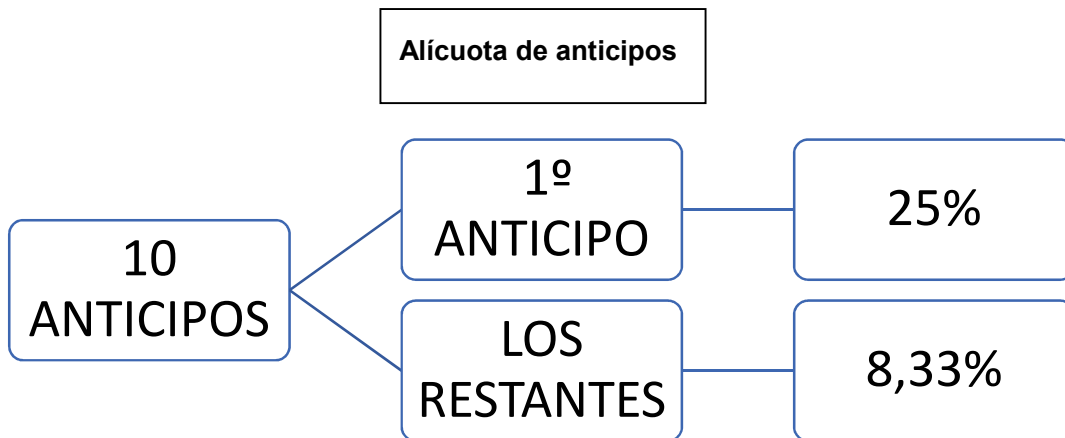 Alícuota de anticipos
10
ANTICIPOS
1º
ANTICIPO
25%
LOS
RESTANTES
8,33%